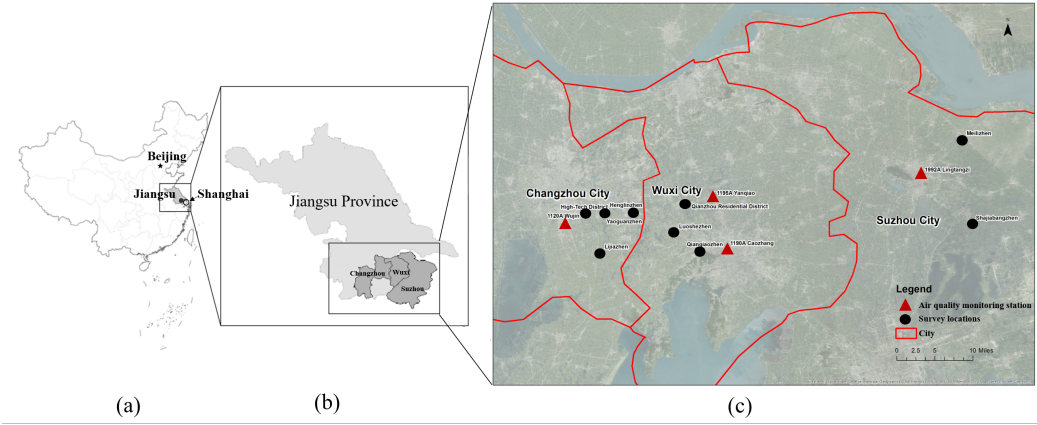 Beijing
Jiangsu
Shanghai
(a)
Jiangsu Province
Changzhou
Wuxi
Suzhou
(b)
N
Meilizhen
1992A Lingtangzi
Changzhou City
Wuxi City
1195A Yanqiao
High-Tech District
Henglinzhen
Qianzhou Residential District
1120A Wujin
Yaoguanzhen
Suzhou City
Shajiabangzhen
Luoshezhen
Lijiazhen
Qianqiaozhen
1190A Caozhang
Legend
Air quality monitoring station
Survey locations
City
0 2.5 5 10 Miles
(c)